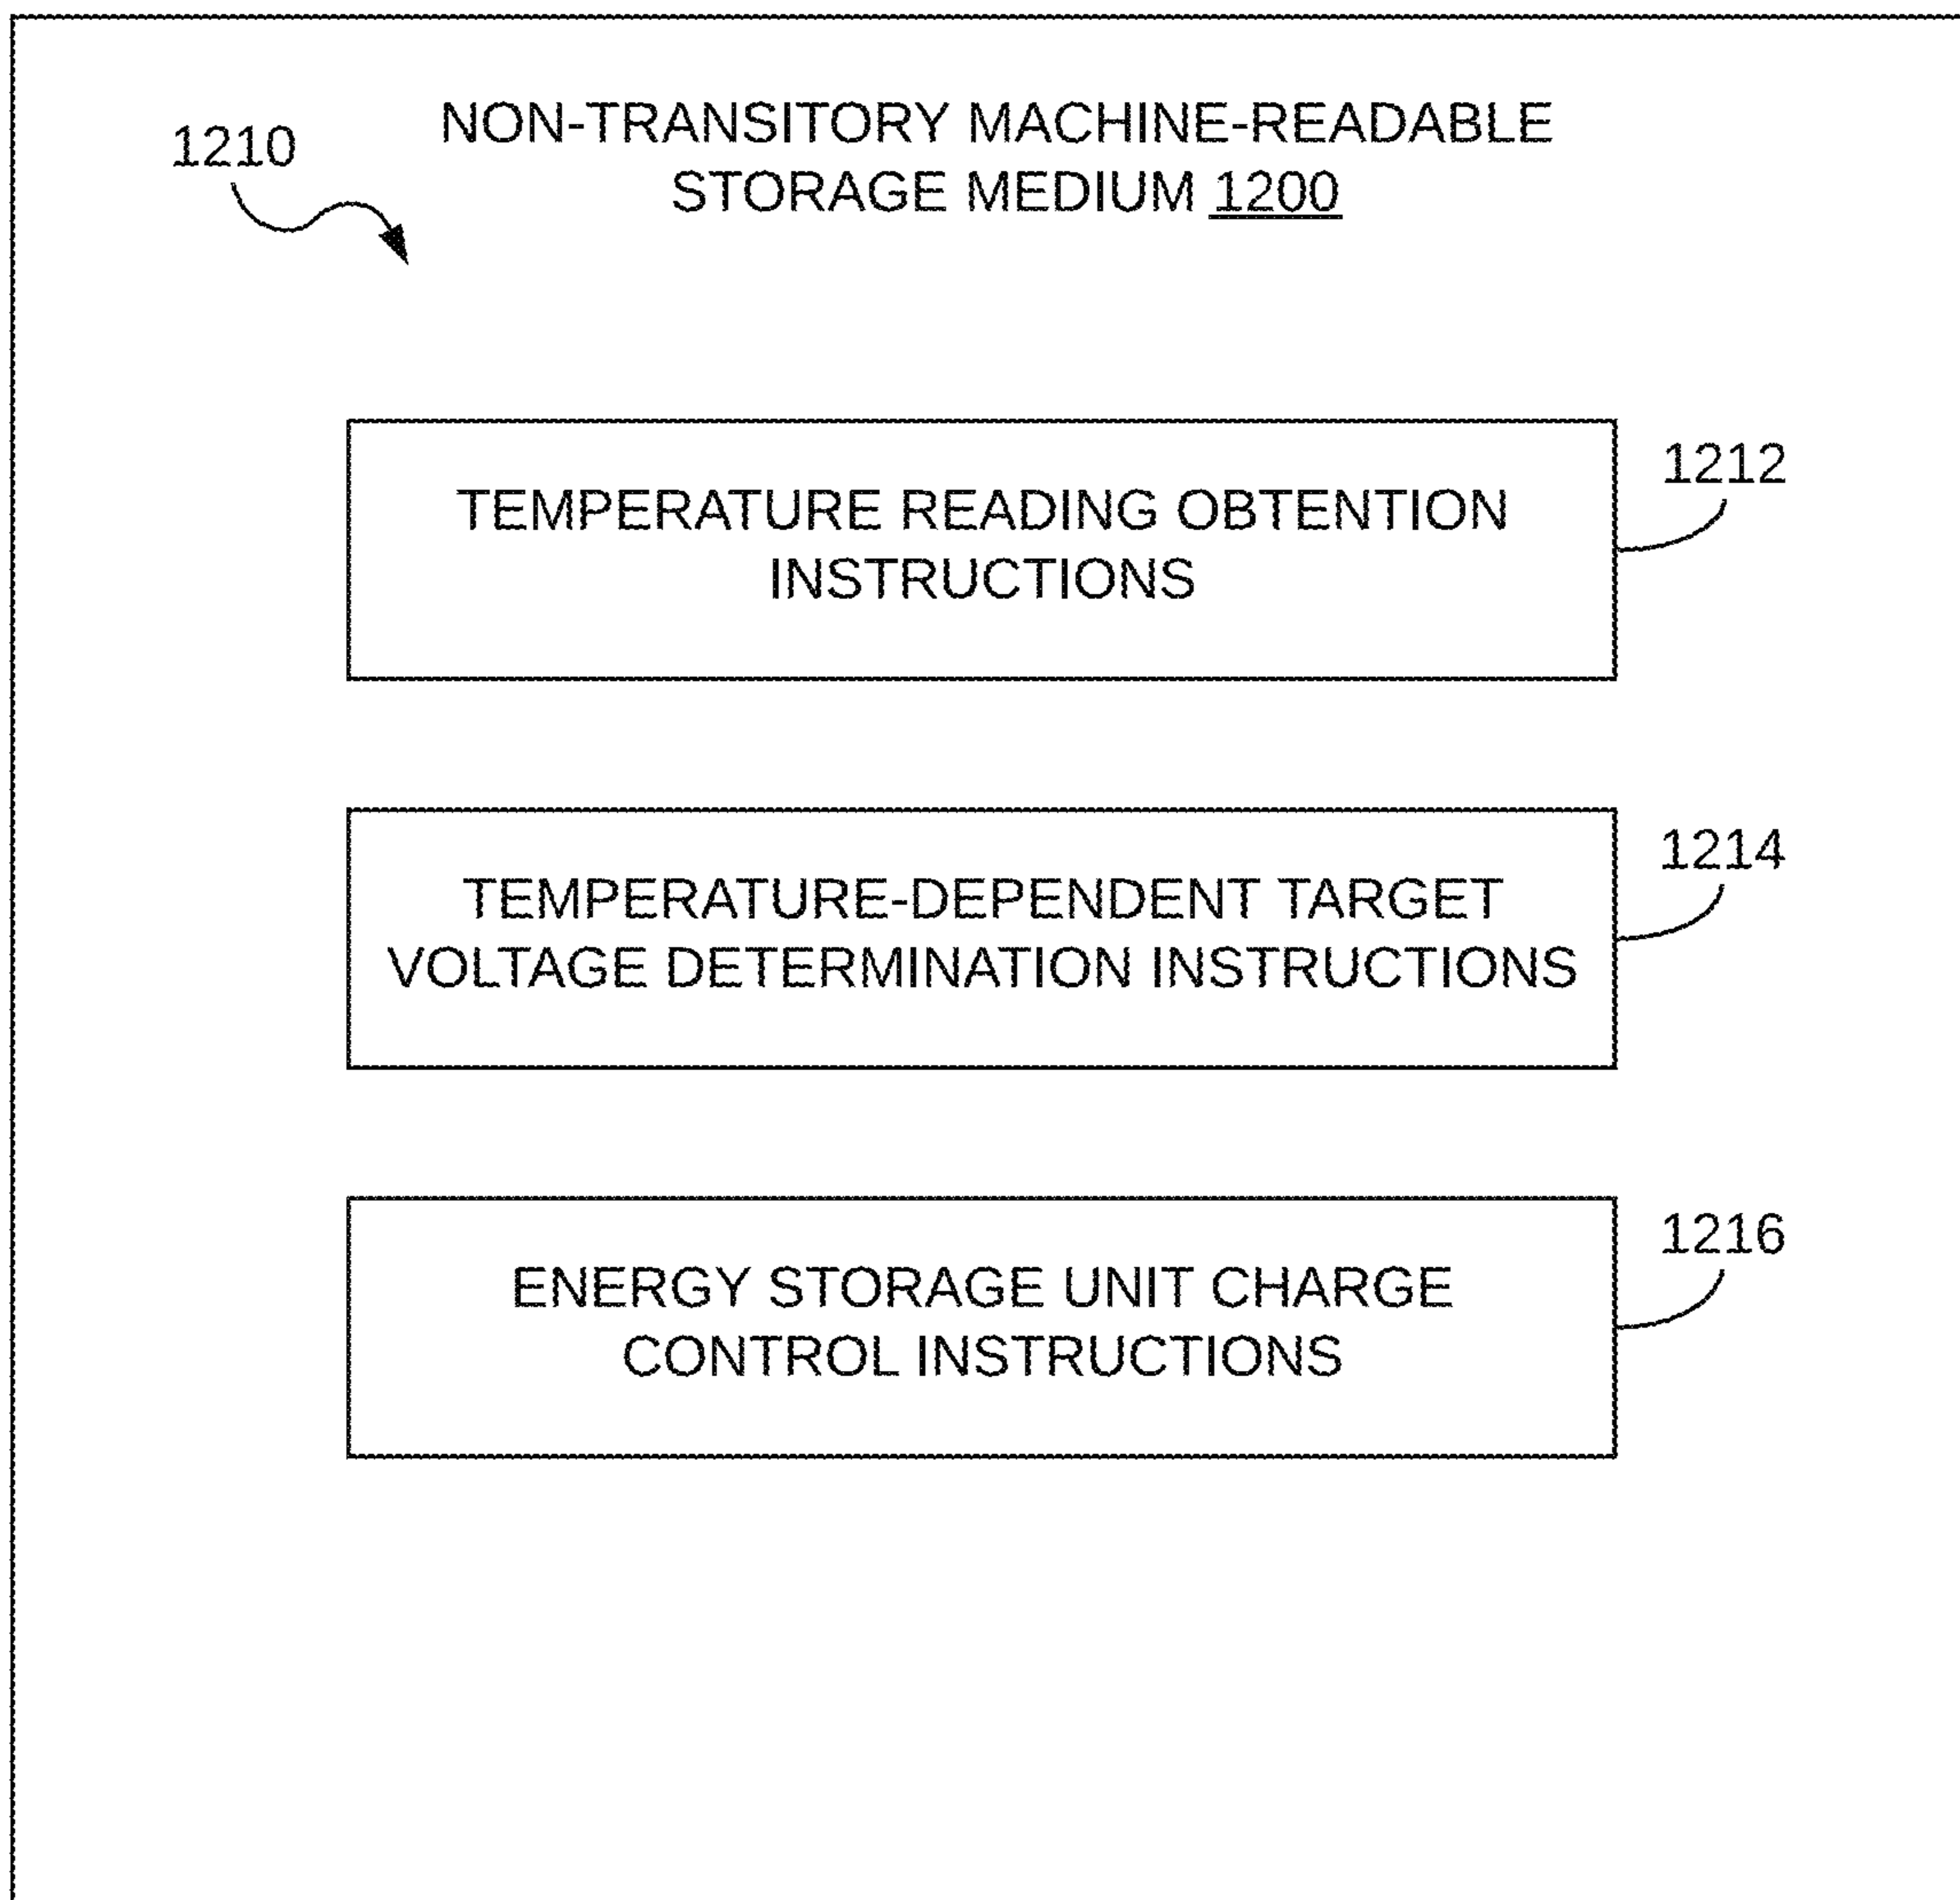 1210
NON-TRANSITORY MACHINE-READABLE
STORAGE MEDIUM 1200
1212
TEMPERATURE READING OBTENTION
INSTRUCTIONS
1214
TEMPERATURE-DEPENDENT TARGET
VOLTAGE DETERMINATION INSTRUCTIONS
1216
ENERGY STORAGE UNIT CHARGE
CONTROL INSTRUCTIONS